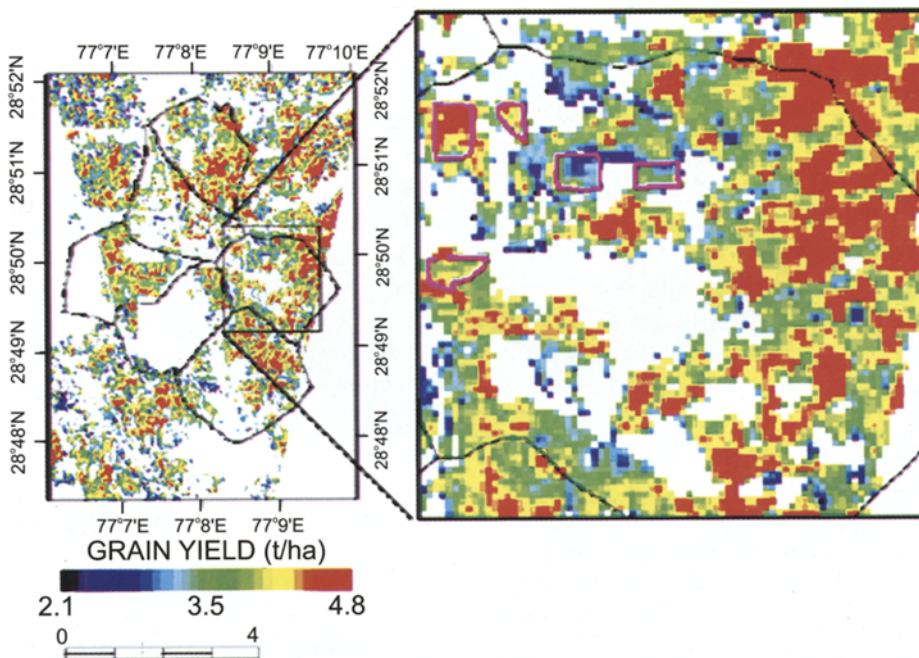 77°7'E 77°8'E 77°9'E 77°10'E
28°52'N 28°52'N
28°51'N 28°51'N
28°50'N 28°50'N
28°49'N 28°49'N
28°48'N 28°48'N
77°7'E 77°8'E 77°9'E
GRAIN YIELD (t/ha)
2.1 3.5 4.8
0 4